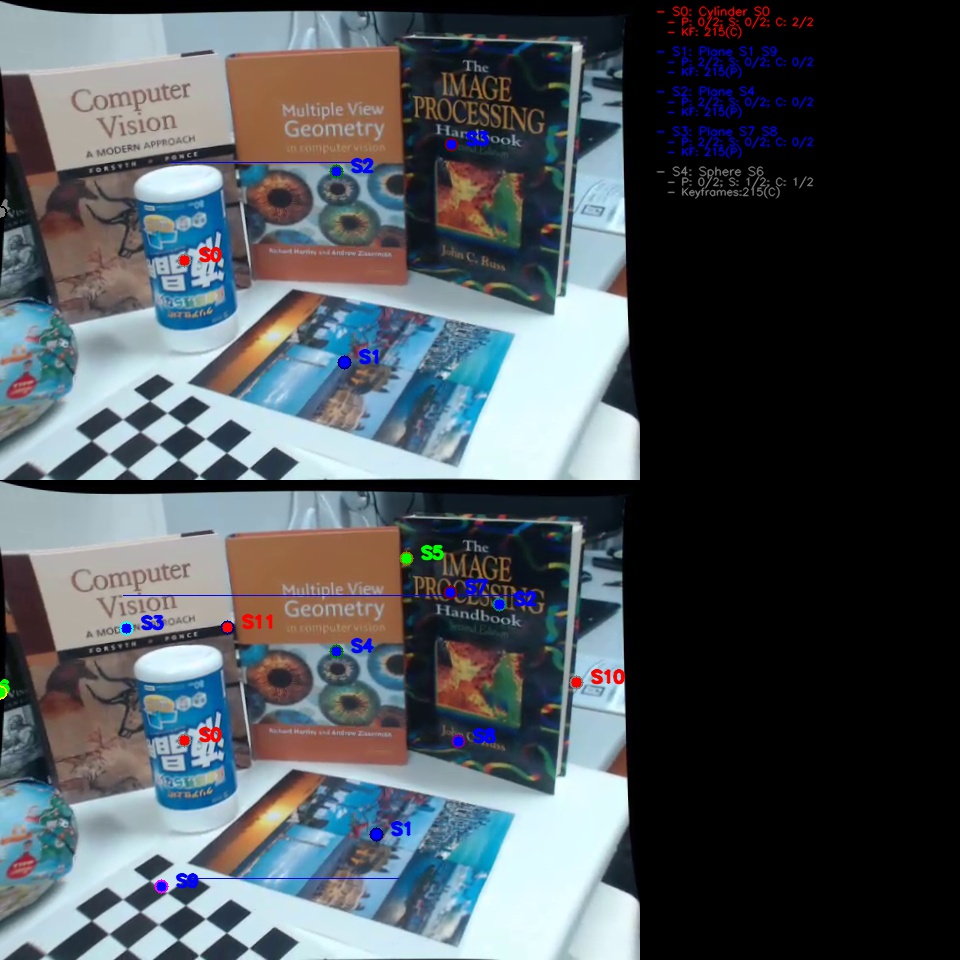 S0: Cylinder S0
P: 0/2; S: 0/2; C: 2/2
KF: 215(C)
S1: Plane S1 S9
P: 2/2; S: 0/2; C: 0/2
KF: 215(P)
S2: Plane S4
P: 2/2; S: 0/2; C: 0/2
KF: 215(P)
S3: Plane S7 S8
P: 2/2; S: 0/2; C: 0/2
KF: 215(P)
S4: Sphere S6
P: 0/2; S: 1/2; C: 1/2
Keyframes:215(C)
Computer
Vision
A MODERN APPROACH
FORSYTH PONCE
Multiple View
Geometry
in computer vision
Richard Hartley and Andrew Zisserman
The
IMAGE
PROCESSING
Handbook
John C. Russ
S2
S3
S0
S1
Computer
Vision
A MODERN APPROACH
FORSYTH PONCE
Multiple View
Geometry
in computer vision
Richard Hartley and Andrew Zisserman
The
IMAGE
PROCESSING
Handbook
Second Edition
John C. Russ
S5
S7
S2
S3
S11
S4
S10
S0
S8
S1
S9